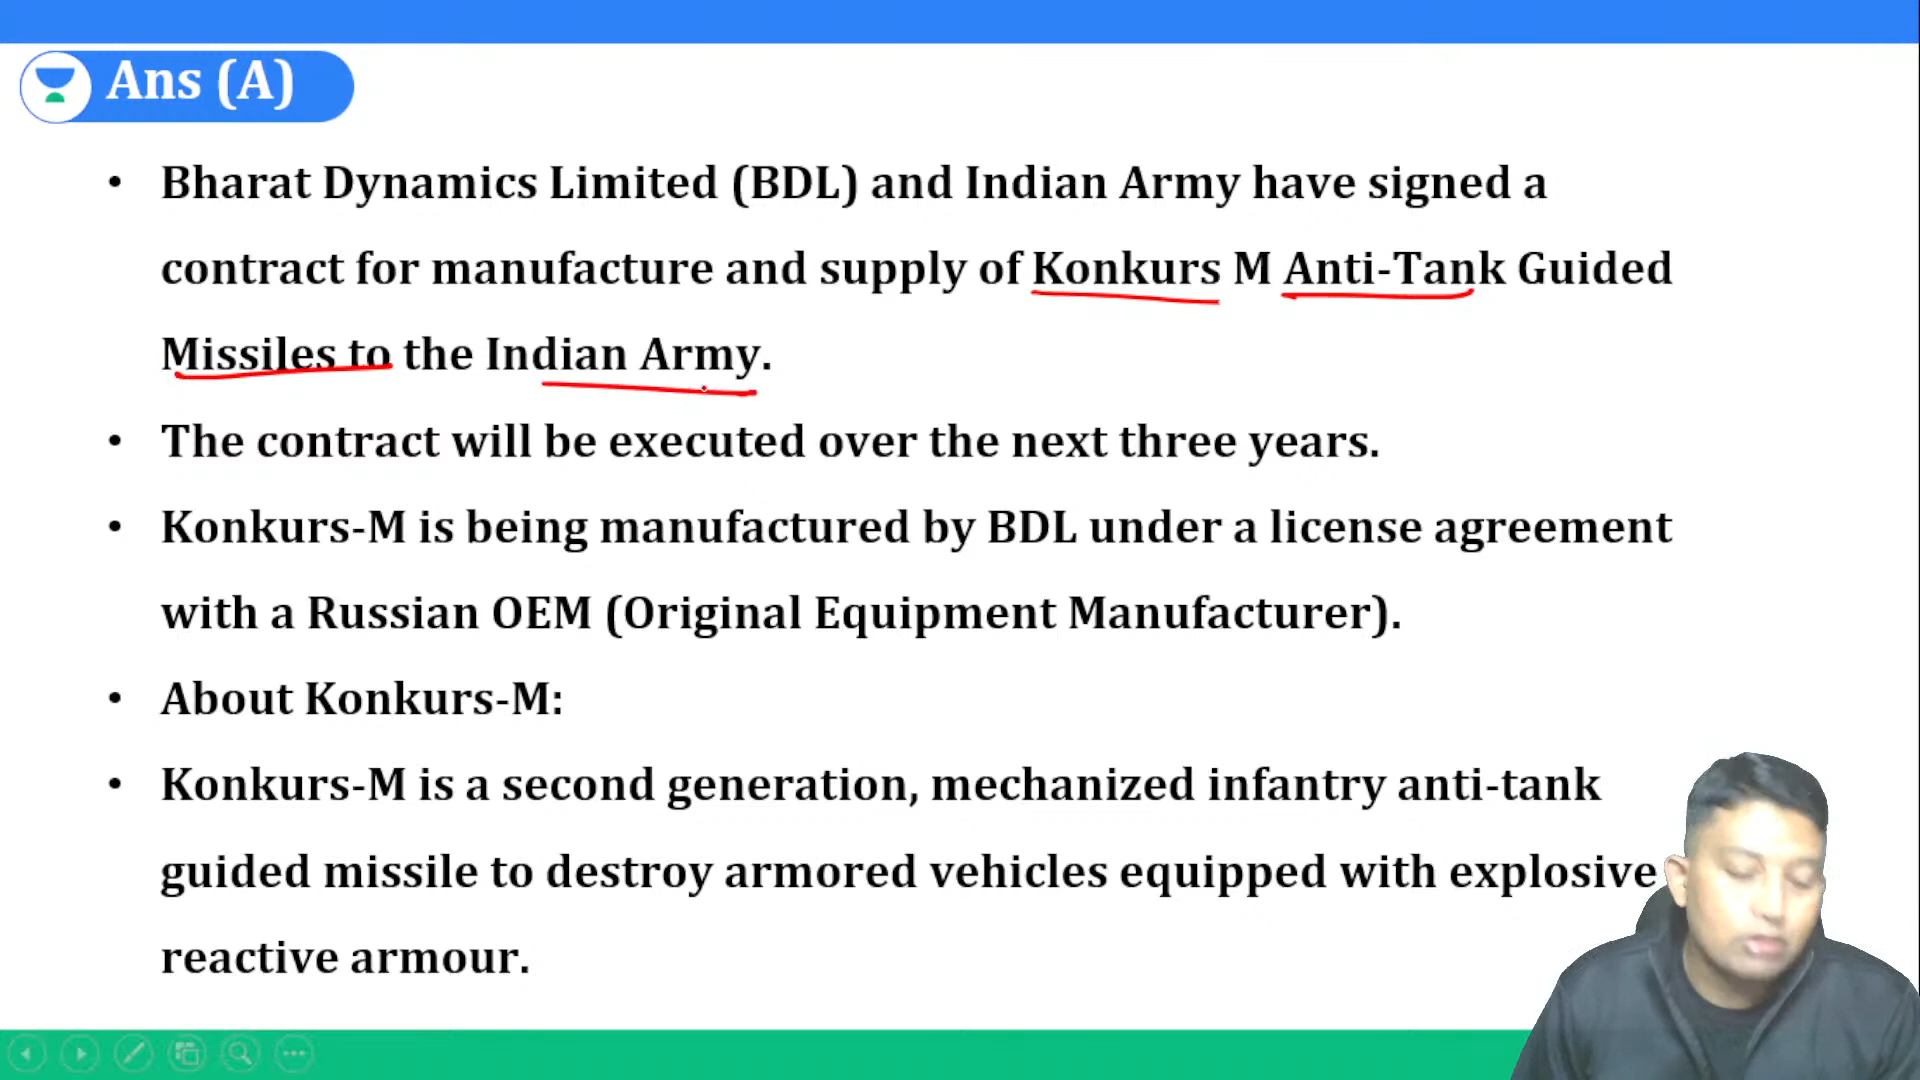 Ans (A)
• Bharat Dynamics Limited (BDL) and Indian Army have signed a
contract for manufacture and supply of Konkurs M Anti-Tank Guided
Missiles to the Indian Army.
• The contract will be executed over the next three years.
• Konkurs-M is being manufactured by BDL under a license agreement
with a Russian OEM (Original Equipment Manufacturer).
• About Konkurs-M:
• Konkurs-M is a second generation, mechanized infantry anti-tank
guided missile to destroy armored vehicles equipped with explosive
reactive armour.